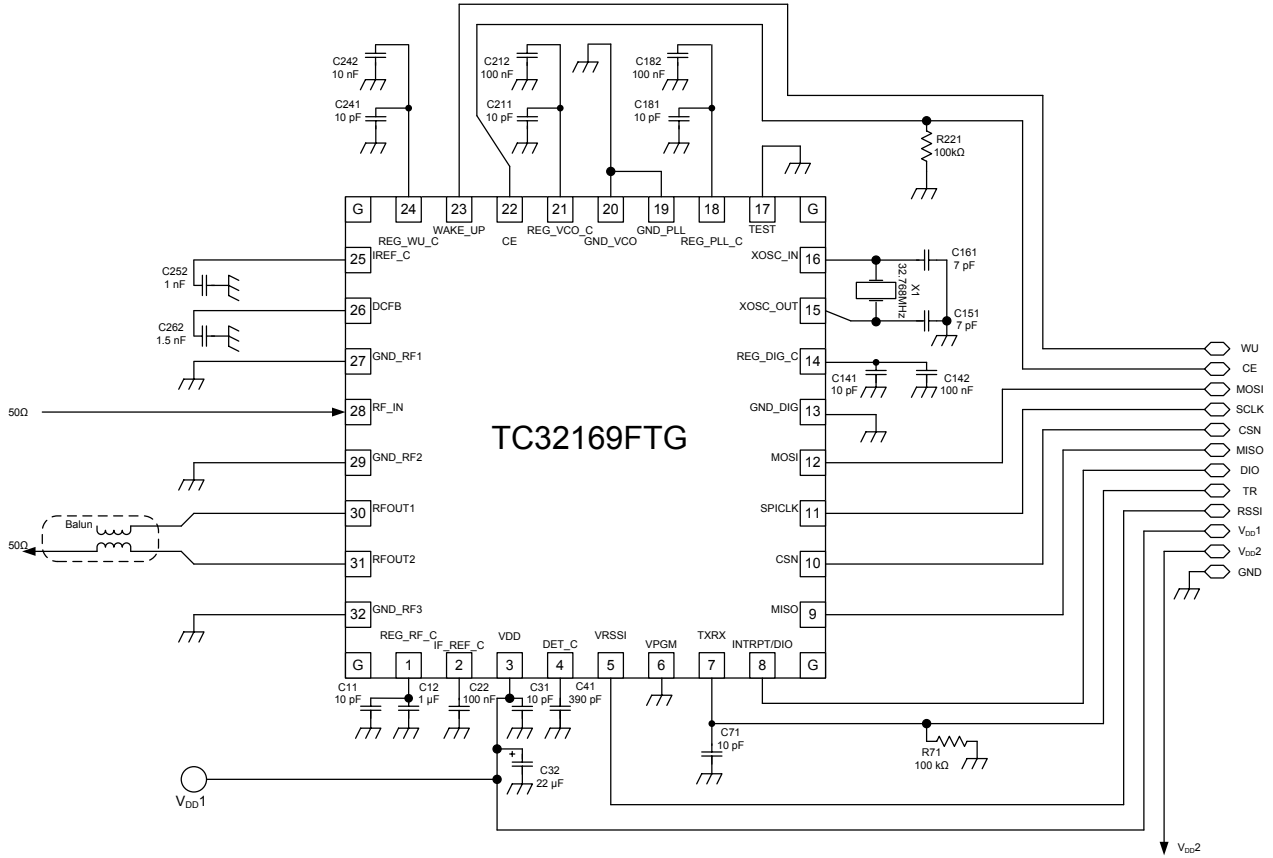 C242
10 nF
C241
10 pF
C212
100 nF
C211
10 pF
C182
100 nF
C181
10 pF
R221
100kΩ
G
24
23
22
21
20
19
18
17
G
REG_WU_C
WAKE_UP
CE
REG_VCO_C
GND_VCO
GND_PLL
REG_PLL_C
TEST
25
IREF_C
C252
1 nF
26
DCFB
C262
1.5 nF
27
GND_RF1
50Ω
28
RF_IN
29
GND_RF2
30
RFOUT1
Balun
50Ω
31
RFOUT2
32
GND_RF3
TC32169FTG
XOSC_IN
16
C161
7 pF
X1
32.768MHz
XOSC_OUT
15
C151
7 pF
REG_DIG_C
14
C141
10 pF
C142
100 nF
GND_DIG
13
MOSI
12
SPICLK
11
CSN
10
MISO
9
WU
CE
MOSI
SCLK
CSN
MISO
DIO
TR
RSSI
VDD1
VDD2
GND
REG_RF_C
IF_REF_C
VDD
DET_C
VRSSI
VPGM
TXRX
INTRPT/DIO
G
1
2
3
4
5
6
7
8
G
C11
10 pF
C12
1 µF
C22
100 nF
C31
10 pF
C41
390 pF
C71
10 pF
R71
100 kΩ
+
C32
22 µF
VDD1
VDD2